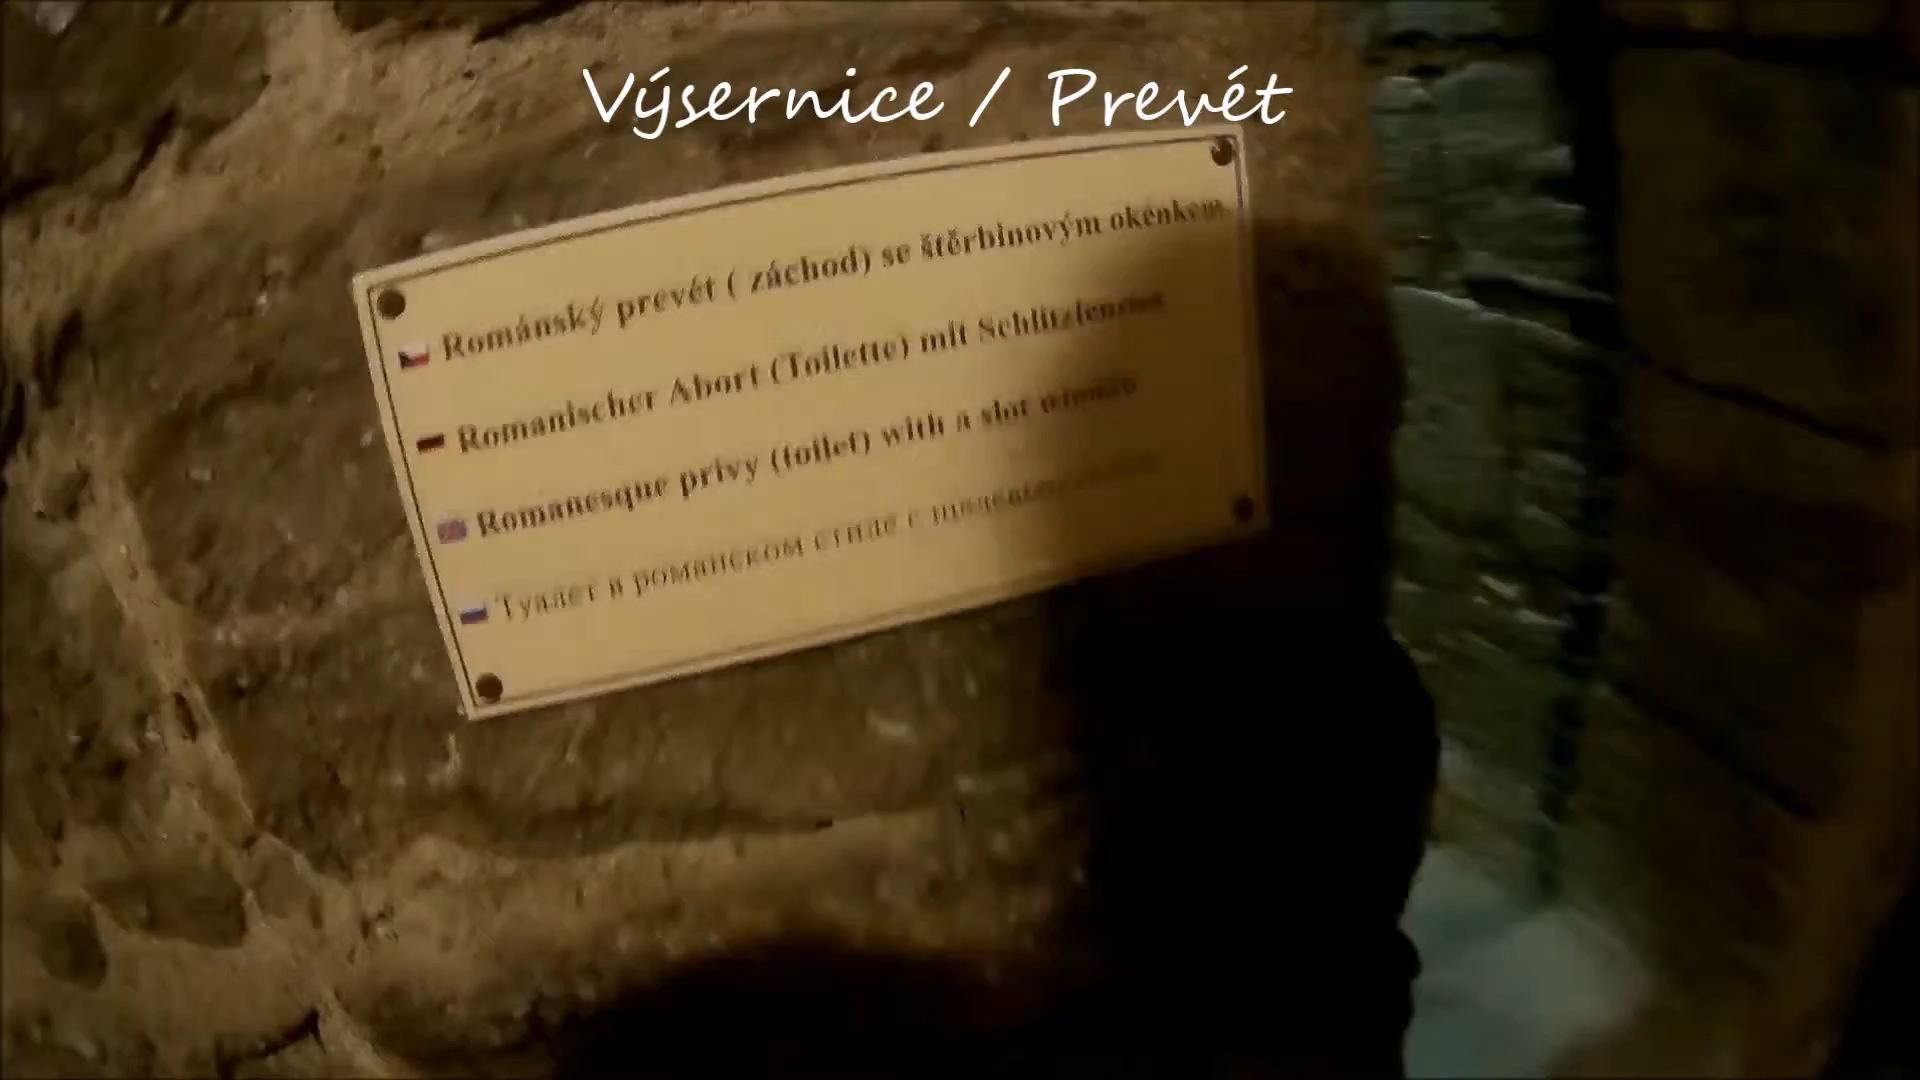 Výsernice / Prevét
Románský prevét ( záchod) se štěrbinovým okénkem
Romanischer Abort (Toilette) mit
Romanesque privy (toilet) with a slot
Туалет в романском стиле с